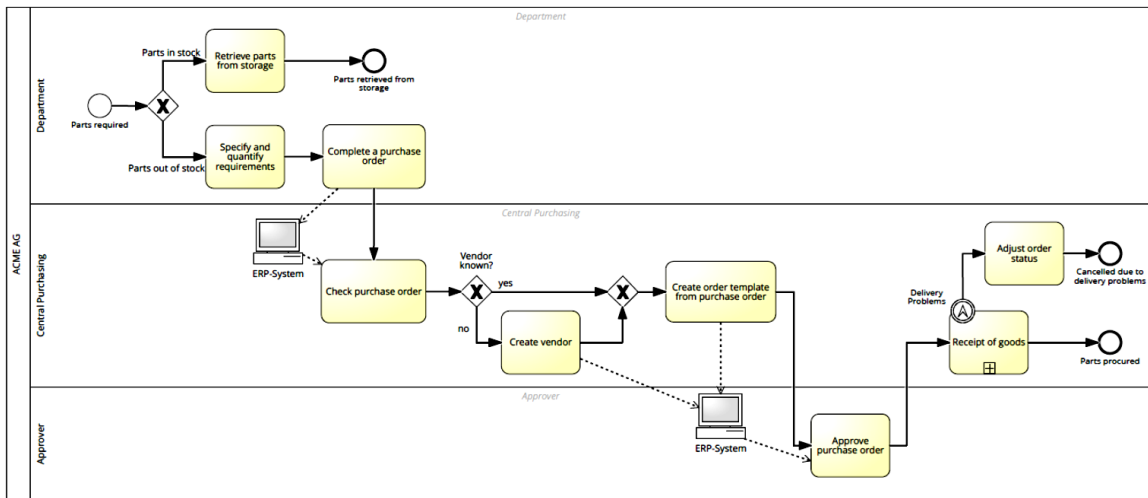 ACME AG
Department
Department
Parts in stock
Retrieve parts
from storage
Parts retrieved from
storage
Parts required
Parts out of stock
Specify and
quantify
requirements
Complete a purchase
order
Central Purchasing
Central Purchasing
ERP-System
Check purchase order
Vendor
known?
yes
no
Create vendor
Create order template
from purchase order
Adjust order
status
Cancelled due to
delivery problems
Delivery
Problems
A
Receipt of goods
Parts procured
Approver
Approver
ERP-System
Approve
purchase order